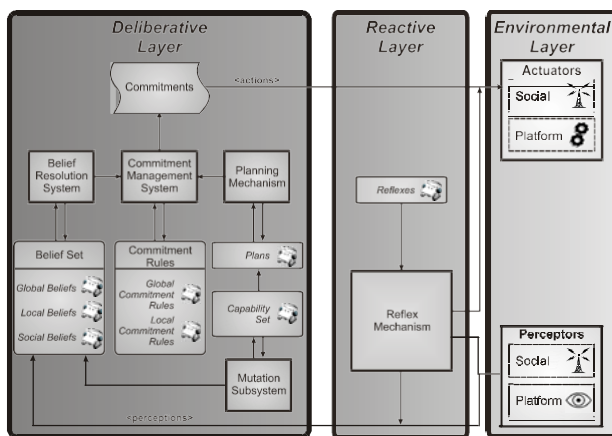 Deliberative
Layer
Reactive
Layer
Environmental
Layer
Commitments
<actions>
Actuators
Social
Platform
Belief
Resolution
System
Commitment
Management
System
Planning
Mechanism
Reflexes
Belief Set
Global Beliefs
Local Beliefs
Social Beliefs
Commitment
Rules
Global
Commitment
Rules
Local
Commitment
Rules
Plans
Capability
Set
Mutation
Subsystem
Reflex
Mechanism
Perceptors
Social
Platform
<perceptions>